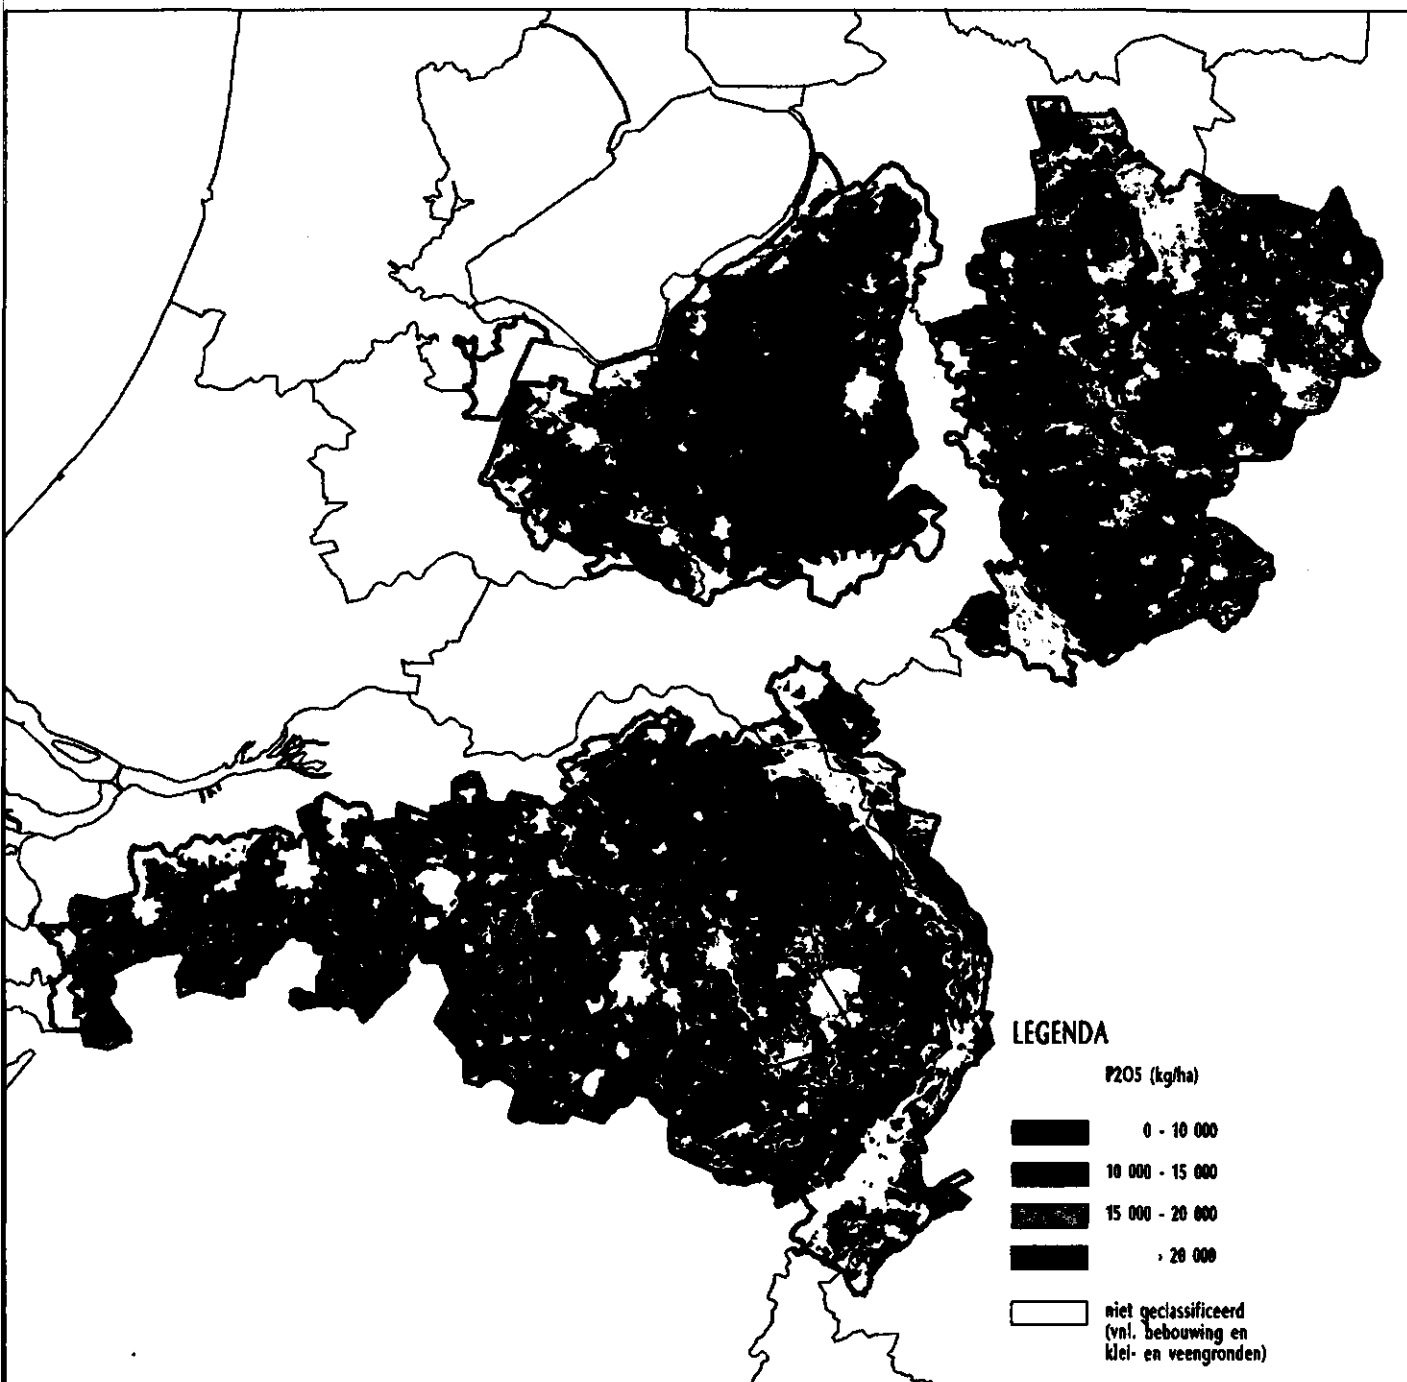 LEGENDA
P2O5 (kg/ha)
0 - 10 000
10 000 - 15 000
15 000 - 20 000
> 20 000
niet geclassificeerd
(vnl. bebouwing en
klei- en veengronden)